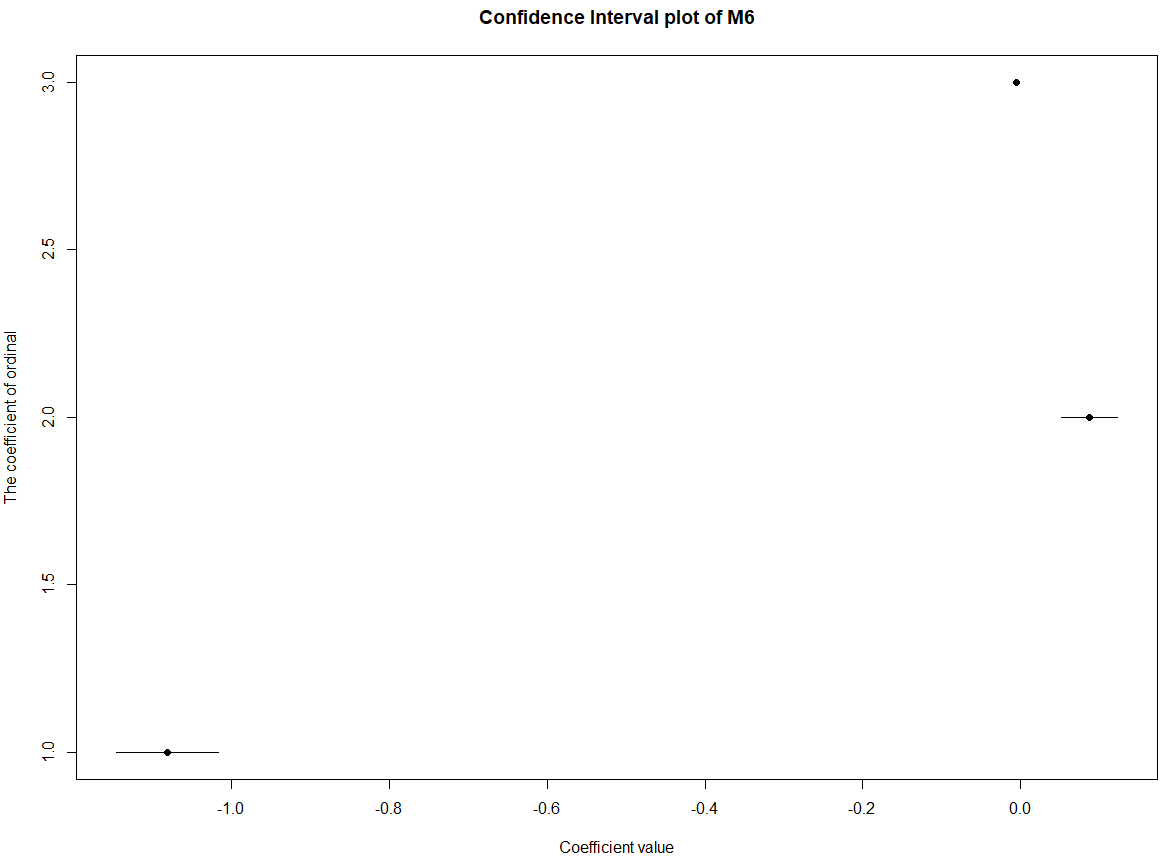 Confidence Interval plot of M6
The coefficient of ordinal
3.0
2.5
2.0
1.5
1.0
-1.0 -0.8 -0.6 -0.4 -0.2 0.0
Coefficient value